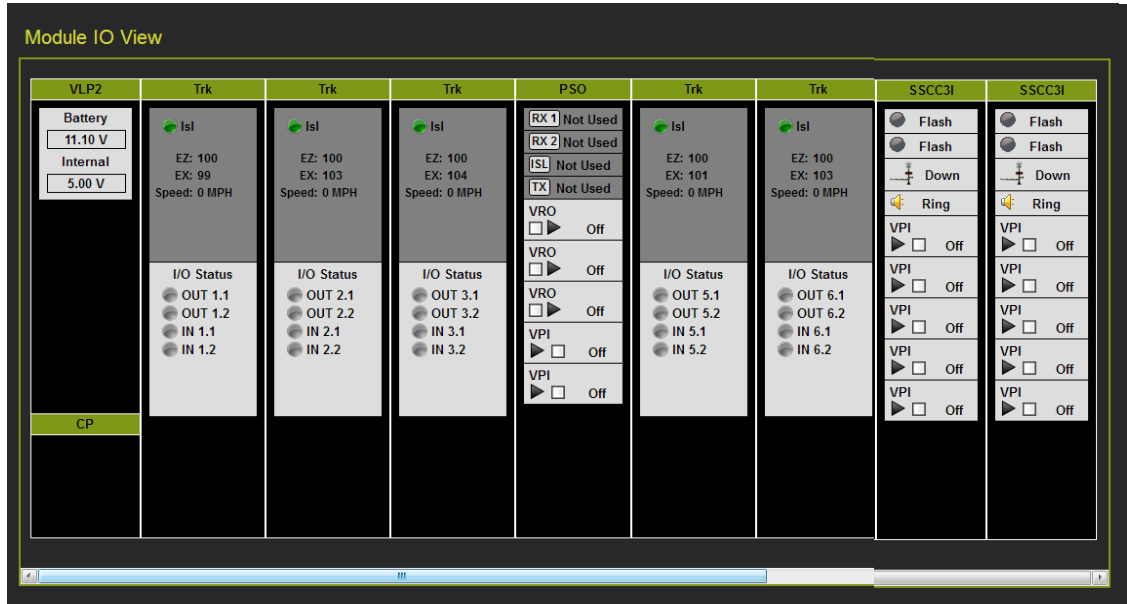 Module IO View
VLP2
Battery
11.10 V
Internal
5.00 V
CP
Trk
Isl
EZ: 100
EX: 99
Speed: 0 MPH
I/O Status
OUT 1.1
OUT 1.2
IN 1.1
IN 1.2
Trk
Isl
EZ: 100
EX: 103
Speed: 0 MPH
I/O Status
OUT 2.1
OUT 2.2
IN 2.1
IN 2.2
Trk
Isl
EZ: 100
EX: 104
Speed: 0 MPH
I/O Status
OUT 3.1
OUT 3.2
IN 3.1
IN 3.2
PSO
RX 1 Not Used
RX 2 Not Used
ISL Not Used
TX Not Used
VRO
Off
VRO
Off
VRO
Off
VPI
Off
VPI
Off
Trk
Isl
EZ: 100
EX: 101
Speed: 0 MPH
I/O Status
OUT 5.1
OUT 5.2
IN 5.1
IN 5.2
Trk
Isl
EZ: 100
EX: 103
Speed: 0 MPH
I/O Status
OUT 6.1
OUT 6.2
IN 6.1
IN 6.2
SSCC3I
Flash
Flash
Down
Ring
VPI
Off
VPI
Off
VPI
Off
VPI
Off
VPI
Off
SSCC3I
Flash
Flash
Down
Ring
VPI
Off
VPI
Off
VPI
Off
VPI
Off
VPI
Off